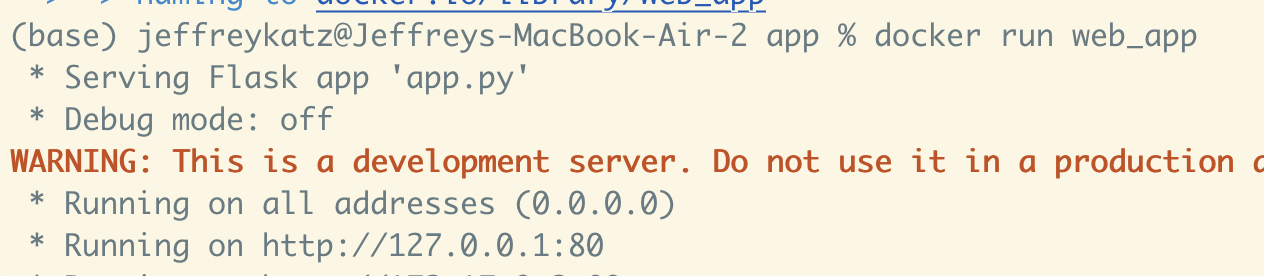 naming to docker.io/library/web_app
(base) jeffreykatz@Jeffreys-MacBook-Air-2 app % docker run web_app
* Serving Flask app 'app.py'
* Debug mode: off
WARNING: This is a development server. Do not use it in a production
* Running on all addresses (0.0.0.0)
* Running on http://127.0.0.1:80